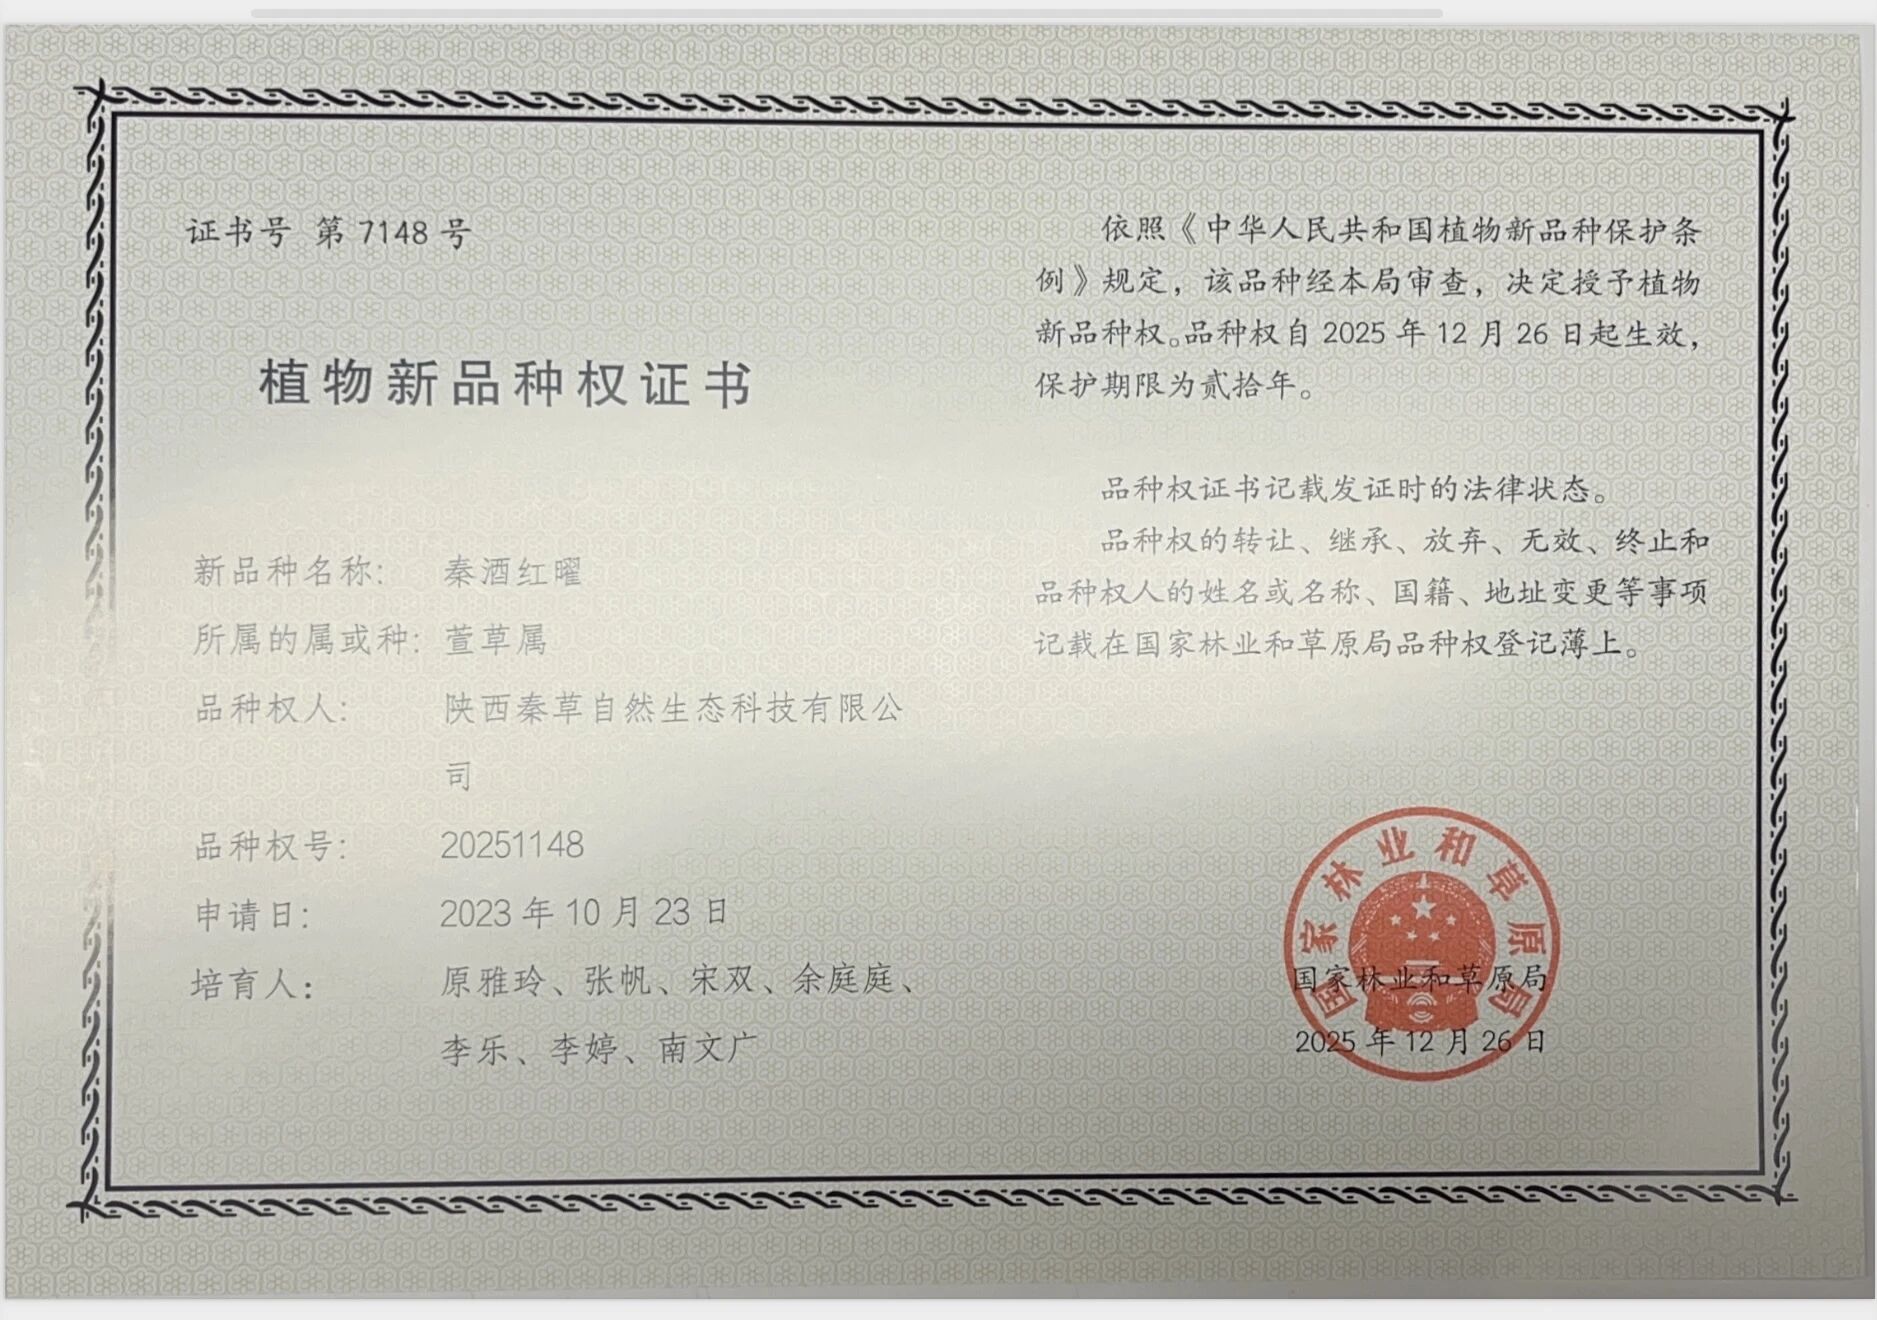 证书号 第 7148 号
植物新品种权证书
新品种名称: 秦酒红曜
所属的属或种: 萱草属
品种权人: 陕西秦草自然生态科技有限公
司
品种权号: 20251148
申请日: 2023 年 10 月 23 日
培育人: 原雅玲、张帆、宋双、余庭庭、
李乐、李婷、南文广
依照《中华人民共和国植物新品种保护条
例》规定，该品种经本局审查，决定授予植物
新品种权。品种权自 2025 年 12 月 26 日起生效，
保护期限为贰拾年。
品种权证书记载发证时的法律状态。
品种权的转让、继承、放弃、无效、终止和
品种权人的姓名或名称、国籍、地址变更等事项
记载在国家林业和草原局品种权登记薄上。
国家林业和草原局
国家林业和草原局
2025 年 12 月 26 日